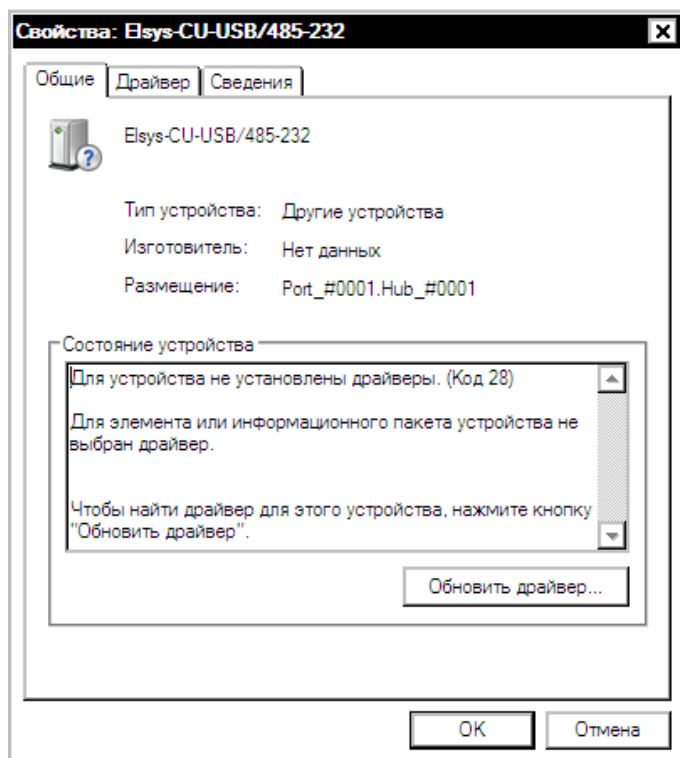 Свойства: Elsys-CU-USB/485-232
Общие Драйвер Сведения
Elsys-CU-USB/485-232
Тип устройства: Другие устройства
Изготовитель: Нет данных
Размещение: Port_#0001.Hub_#0001
Состояние устройства
Для устройства не установлены драйверы. (Код 28)
Для элемента или информационного пакета устройства не
выбран драйвер.
Чтобы найти драйвер для этого устройства, нажмите кнопку
"Обновить драйвер".
Обновить драйвер...
OK Отмена